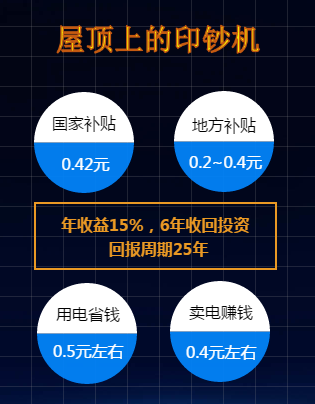 屋顶上的印钞机
国家补贴
0.42元
地方补贴
0.2~0.4元
年收益15%，6年收回投资
回报周期25年
用电省钱
0.5元左右
卖电赚钱
0.4元左右